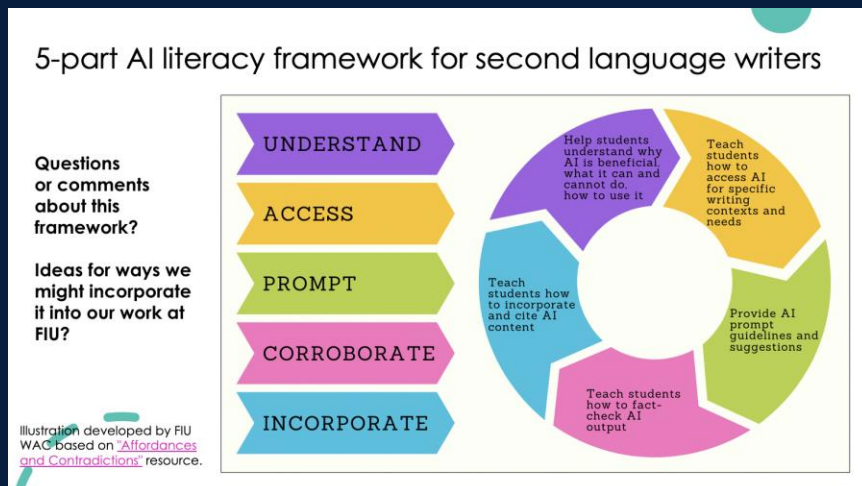 5-part AI literacy framework for second language writers
Questions
or comments
about this
framework?
Ideas for ways we
might incorporate
it into our work at
FIU?
Illustration developed by FIU
WAC based on "Affordances
and Contradictions" resource.
UNDERSTAND
ACCESS
PROMPT
CORROBORATE
INCORPORATE
Help students
understand why
AI is beneficial,
what it can and
cannot do,
how to use it
Teach
students
how to
access AI
for specific
writing
contexts and
needs
Provide AI
prompt
guidelines and
suggestions
Teach students
how to fact-
check AI
output
Teach
students how
to incorporate
and cite AI
content